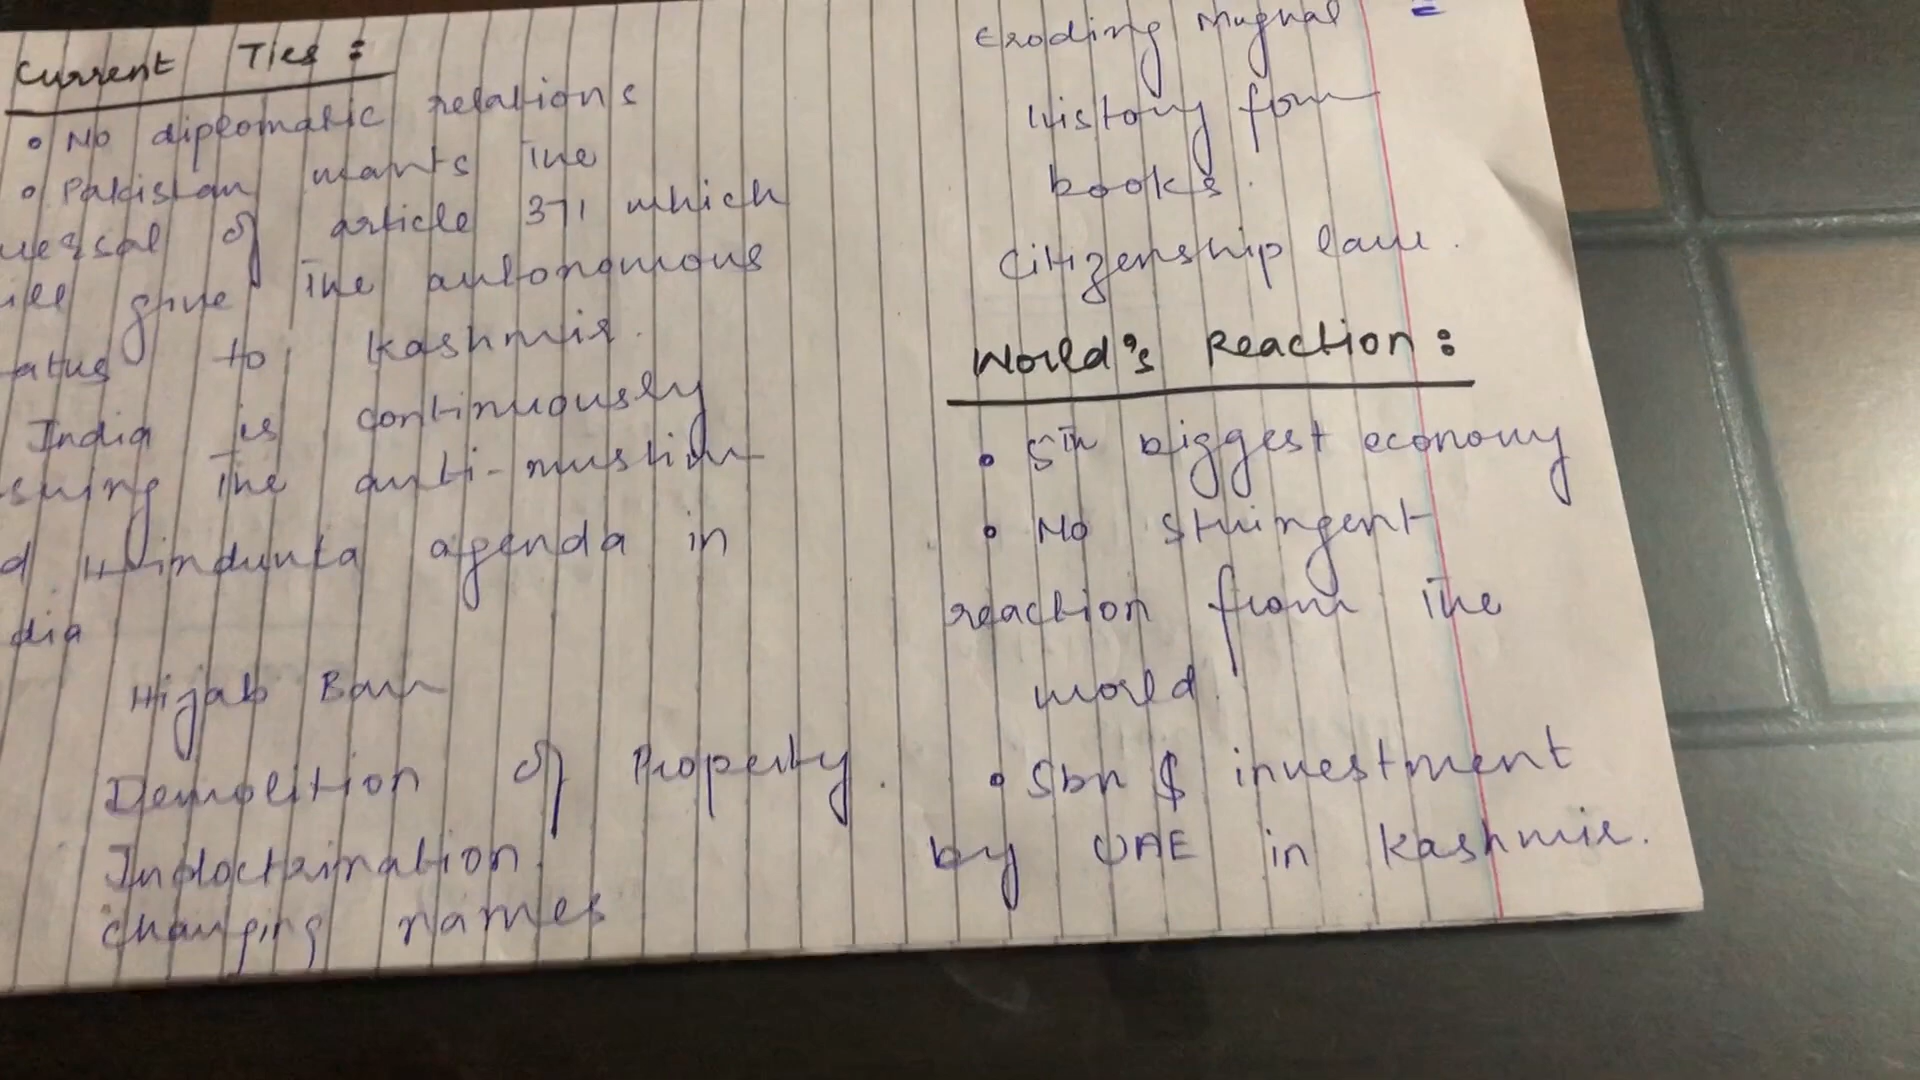 Current Ties:
• No diplomatic relations
• Pakistan wants the
of article 371 which
give the autonomous
to Kashmir.
India is continuously
the anti-muslim
Hindutva agenda in
dia
Hijab Ban
Demolition of Property.
Indoctrination.
changing names
Eroding Mughal
history from
books.
Citizenship law.
World's Reaction:
• 5th biggest economy
• No stringent
reaction from the
world.
• 5bn $ investment
by UAE in Kashmir.